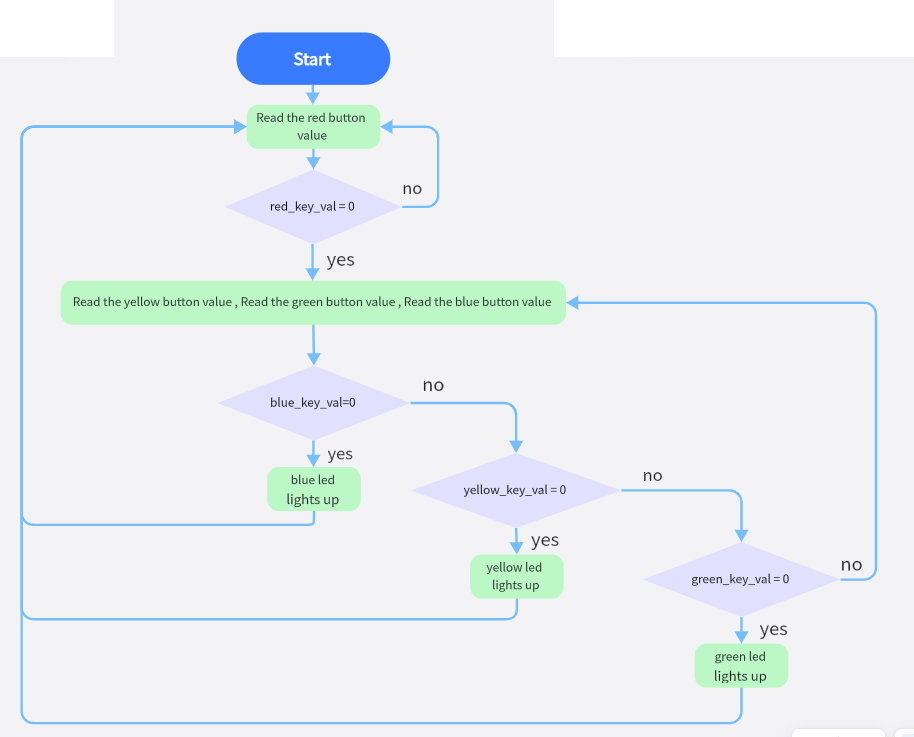 Start
Read the red button
value
no
red_key_val = 0
yes
Read the yellow button value , Read the green button value , Read the blue button value
no
blue_key_val=0
yes
blue led
lights up
no
yellow_key_val = 0
yes
yellow led
lights up
no
green_key_val = 0
yes
green led
lights up